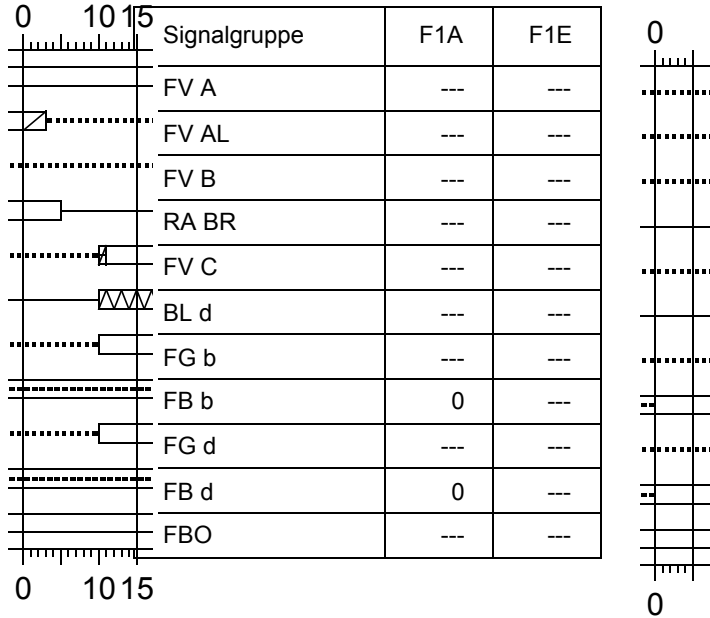 0 10 15
Signalgruppe F1A F1E
0
FV A --- ---
FV AL --- ---
FV B --- ---
RA BR --- ---
FV C --- ---
BL d --- ---
FG b --- ---
FB b 0 ---
FG d --- ---
FB d 0 ---
FBO --- ---
0 10 15
0